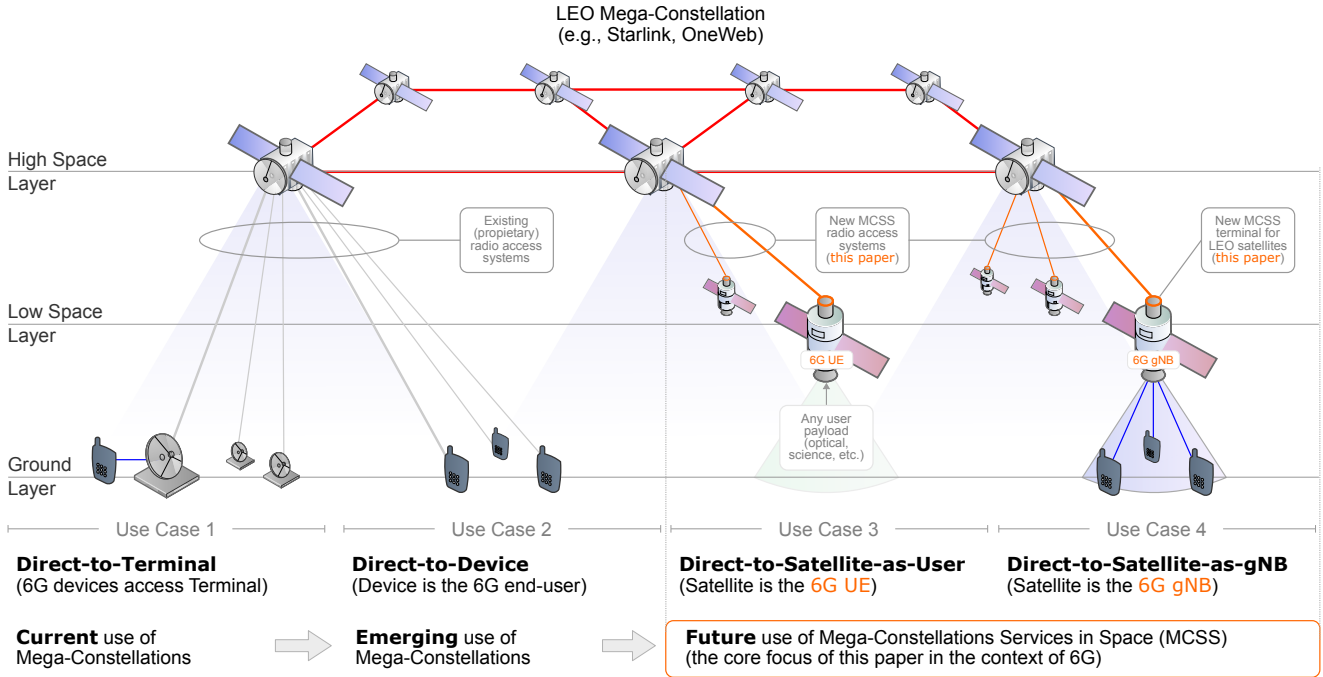 LEO Mega-Constellation
(e.g., Starlink, OneWeb)
High Space
Layer
Existing
(propietary)
radio access
systems
New MCSS
radio access
systems
(this paper)
New MCSS
terminal for
LEO satellites
(this paper)
Low Space
Layer
6G UE
6G gNB
Any user
payload
(optical,
science, etc.)
Ground
Layer
Use Case 1
Use Case 2
Use Case 3
Use Case 4
Direct-to-Terminal
(6G devices access Terminal)
Direct-to-Device
(Device is the 6G end-user)
Direct-to-Satellite-as-User
(Satellite is the 6G UE)
Direct-to-Satellite-as-gNB
(Satellite is the 6G gNB)
Current use of
Mega-Constellations
Emerging use of
Mega-Constellations
Future use of Mega-Constellations Services in Space (MCSS)
(the core focus of this paper in the context of 6G)